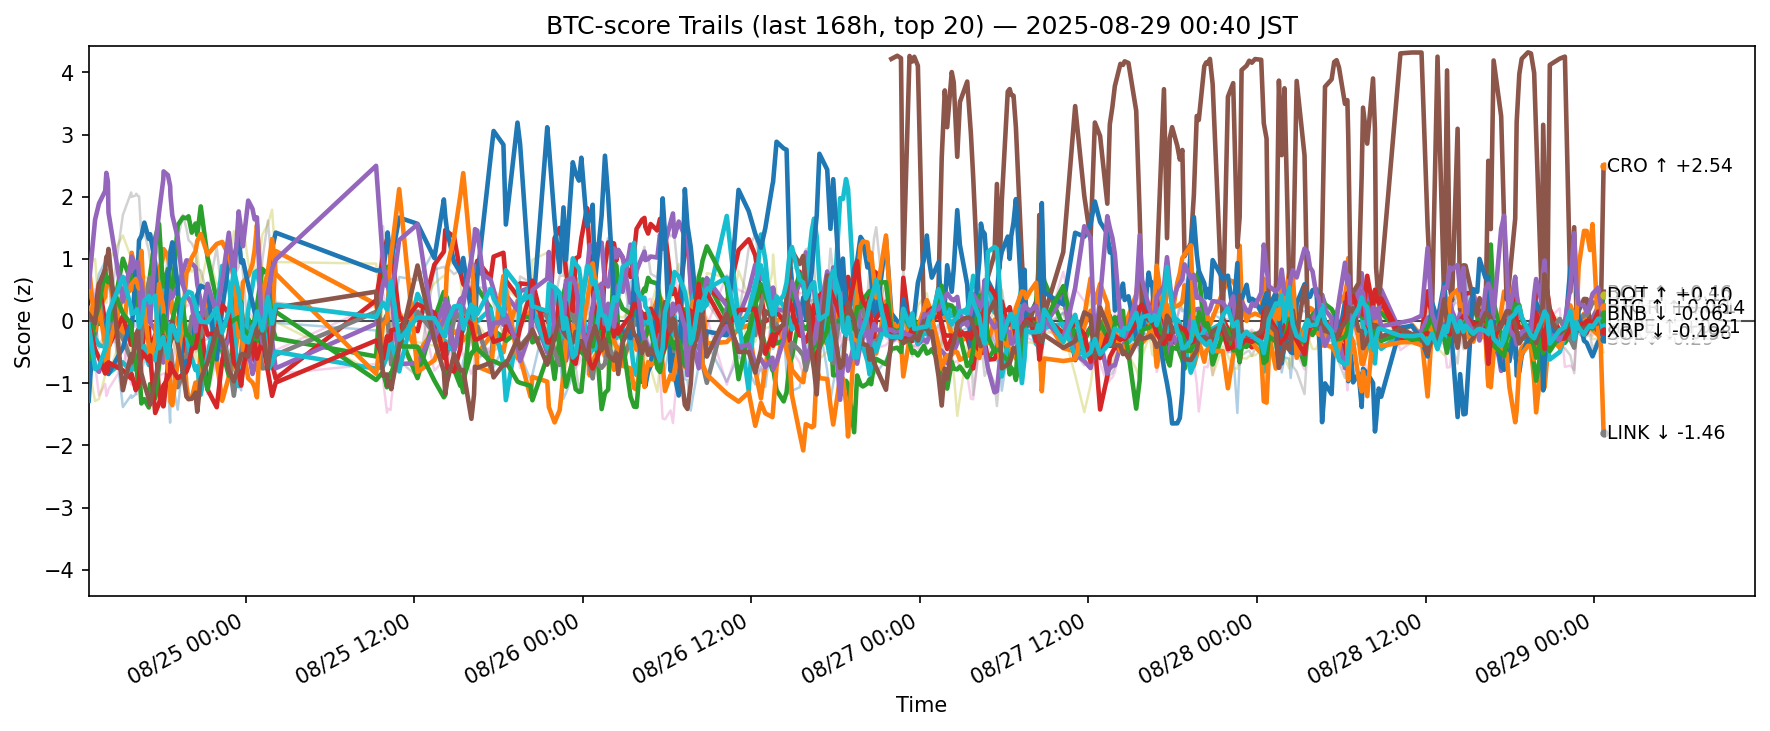 BTC-score Trails (last 168h, top 20) — 2025-08-29 00:40 JST
Score (z)
4
3
2
1
0
−1
−2
−3
−4
CRO ↑ +2.54
DOT ↑ +0.10
BNB ↓ -0.06
XRP ↓ -0.19
LINK ↓ -1.46
08/25 00:00
08/25 12:00
08/26 00:00
08/26 12:00
08/27 00:00
08/27 12:00
08/28 00:00
08/28 12:00
08/29 00:00
Time